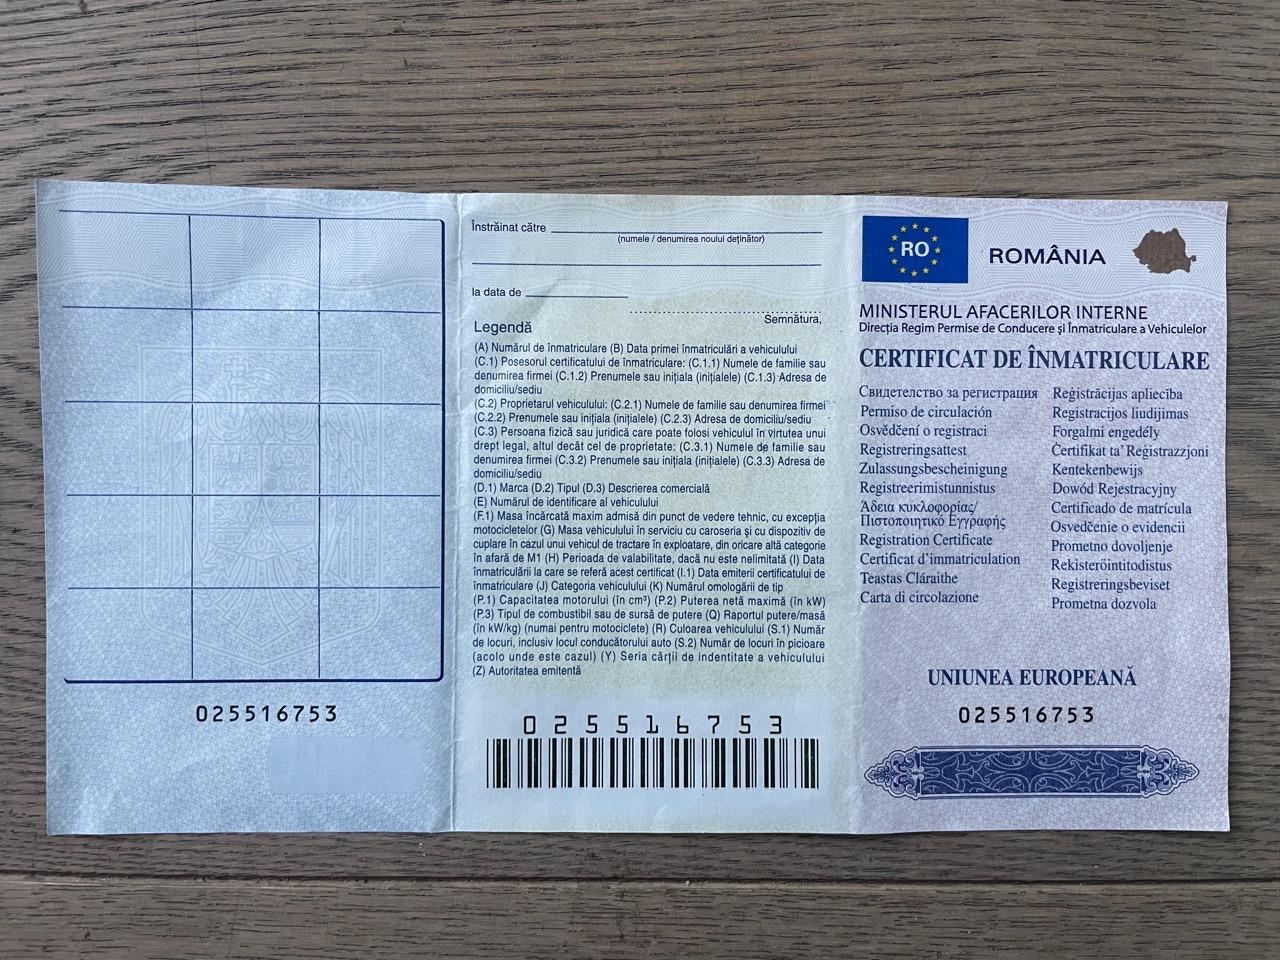 025516753
Înstrăinat către
(numele / denumirea noului deţinător)
la data de
Semnătura,
Legendă
(A) Numărul de înmatriculare (B) Data primei înmatriculări a vehiculului
(C.1) Posesorul certificatului de înmatriculare: (C.1.1) Numele de familie sau
denumirea firmei (C.1.2) Prenumele sau iniţiala (iniţialele) (C.1.3) Adresa de
domiciliu/sediu
(C.2) Proprietarul vehiculului: (C.2.1) Numele de familie sau denumirea firmei
(C.2.2) Prenumele sau iniţiala (iniţialele) (C.2.3) Adresa de domiciliu/sediu
(C.3) Persoana fizică sau juridică care poate folosi vehiculul în virtutea unui
drept legal, altul decât cel de proprietate: (C.3.1) Numele de familie sau
denumirea firmei (C.3.2) Prenumele sau iniţiala (iniţialele) (C.3.3) Adresa de
domiciliu/sediu
(D.1) Marca (D.2) Tipul (D.3) Descrierea comercială
(E) Numărul de identificare al vehiculului
(F.1) Masa încărcată maxim admisă din punct de vedere tehnic, cu excepţia
motocicletelor (G) Masa vehiculului în serviciu cu caroseria şi cu dispozitiv de
cuplare în cazul unui vehicul de tractare în exploatare, din oricare altă categorie
în afară de M1 (H) Perioada de valabilitate, dacă nu este nelimitată (I) Data
înmatriculării la care se referă acest certificat (I.1) Data emiterii certificatului de
înmatriculare (J) Categoria vehiculului (K) Numărul omologării de tip
(P.1) Capacitatea motorului (în cm³) (P.2) Puterea netă maximă (în kW)
(P.3) Tipul de combustibil sau de sursă de putere (Q) Raportul putere/masă
(în kW/kg) (numai pentru motociclete) (R) Culoarea vehiculului (S.1) Număr
de locuri, inclusiv locul conducătorului auto (S.2) Număr de locuri în picioare
(acolo unde este cazul) (Y) Seria cărţii de indentitate a vehiculului
(Z) Autoritatea emitentă
025516753
RO
ROMÂNIA
MINISTERUL AFACERILOR INTERNE
Direcţia Regim Permise de Conducere şi Înmatriculare a Vehiculelor
CERTIFICAT DE ÎNMATRICULARE
Свидетелство за регистрация
Permiso de circulación
Osvědčení o registraci
Registreringsattest
Zulassungsbescheinigung
Registreerimistunnistus
Άδεια κυκλοφορίας/
Πιστοποιητικό Εγγραφής
Registration Certificate
Certificat d'immatriculation
Teastas Cláraithe
Carta di circolazione
Reģistrācijas apliecība
Registracijos liudijimas
Forgalmi engedély
Ċertifikat ta' Reġistrazzjoni
Kentekenbewijs
Dowód Rejestracyjny
Certificado de matrícula
Osvedčenie o evidencii
Prometno dovoljenje
Rekisteröintitodistus
Registreringsbeviset
Prometna dozvola
UNIUNEA EUROPEANĂ
025516753